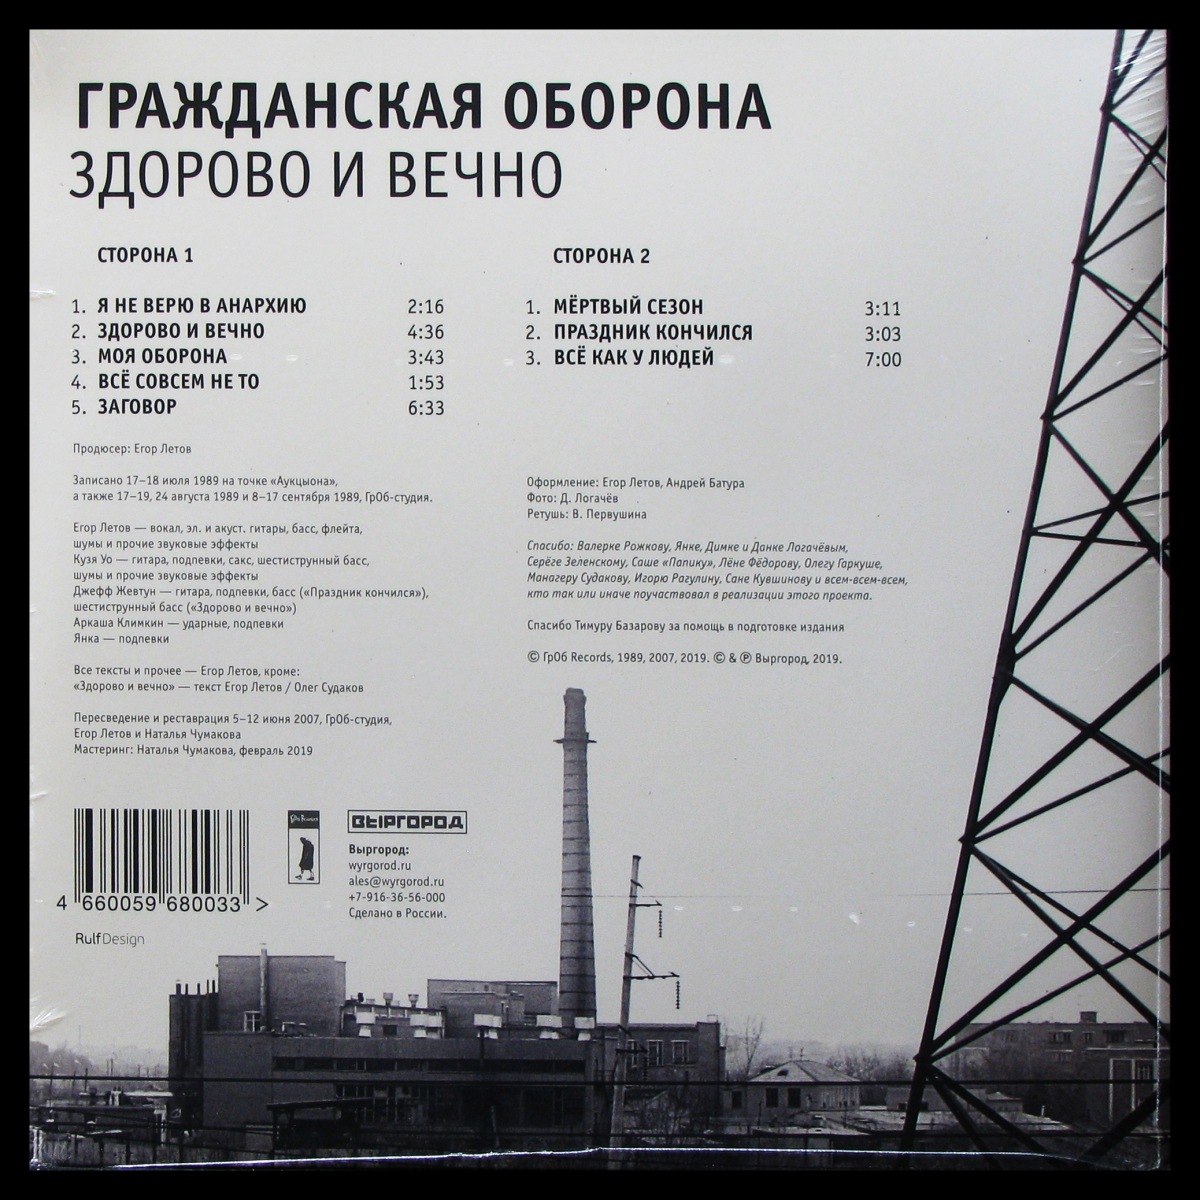 ГРАЖДАНСКАЯ ОБОРОНА
ЗДОРОВО И ВЕЧНО
СТОРОНА 1
1. Я НЕ ВЕРЮ В АНАРХИЮ 2:16
2. ЗДОРОВО И ВЕЧНО 4:36
3. МОЯ ОБОРОНА 3:43
4. ВСЁ СОВСЕМ НЕ ТО 1:53
5. ЗАГОВОР 6:33
СТОРОНА 2
1. МЁРТВЫЙ СЕЗОН 3:11
2. ПРАЗДНИК КОНЧИЛСЯ 3:03
3. ВСЁ КАК У ЛЮДЕЙ 7:00
Продюсер: Егор Летов
Записано 17–18 июля 1989 на точке «Аукцыона»,
а также 17–19, 24 августа 1989 и 8–17 сентября 1989, ГрОб-студия.
Егор Летов — вокал, эл. и акуст. гитары, басс, флейта,
шумы и прочие звуковые эффекты
Кузя Уо — гитара, подпевки, сакс, шестиструнный басс,
шумы и прочие звуковые эффекты
Джефф Жевтун — гитара, подпевки, басс («Праздник кончился»),
шестиструнный басс («Здорово и вечно»)
Аркаша Климкин — ударные, подпевки
Янка — подпевки
Все тексты и прочее — Егор Летов, кроме:
«Здорово и вечно» — текст Егор Летов / Олег Судаков
Пересведение и реставрация 5–12 июня 2007, ГрОб-студия,
Егор Летов и Наталья Чумакова
Мастеринг: Наталья Чумакова, февраль 2019
Оформление: Егор Летов, Андрей Батура
Фото: Д. Логачёв
Ретушь: В. Первушина
Спасибо: Валерке Рожкову, Янке, Димке и Данке Логачёвым,
Серёге Зеленскому, Саше «Папику», Лёне Фёдорову, Олегу Гаркуше,
Манагеру Судакову, Игорю Рагулину, Сане Кувшинову и всем-всем-всем,
кто так или иначе поучаствовал в реализации этого проекта.
Спасибо Тимуру Базарову за помощь в подготовке издания
© ГрОб Records, 1989, 2007, 2019. © & ℗ Выргород, 2019.
4 660059 680033 >
RulfDesign
ВЫРГОРОД
Выргород:
wyrgorod.ru
ales@wyrgorod.ru
+7-916-36-56-000
Сделано в России.